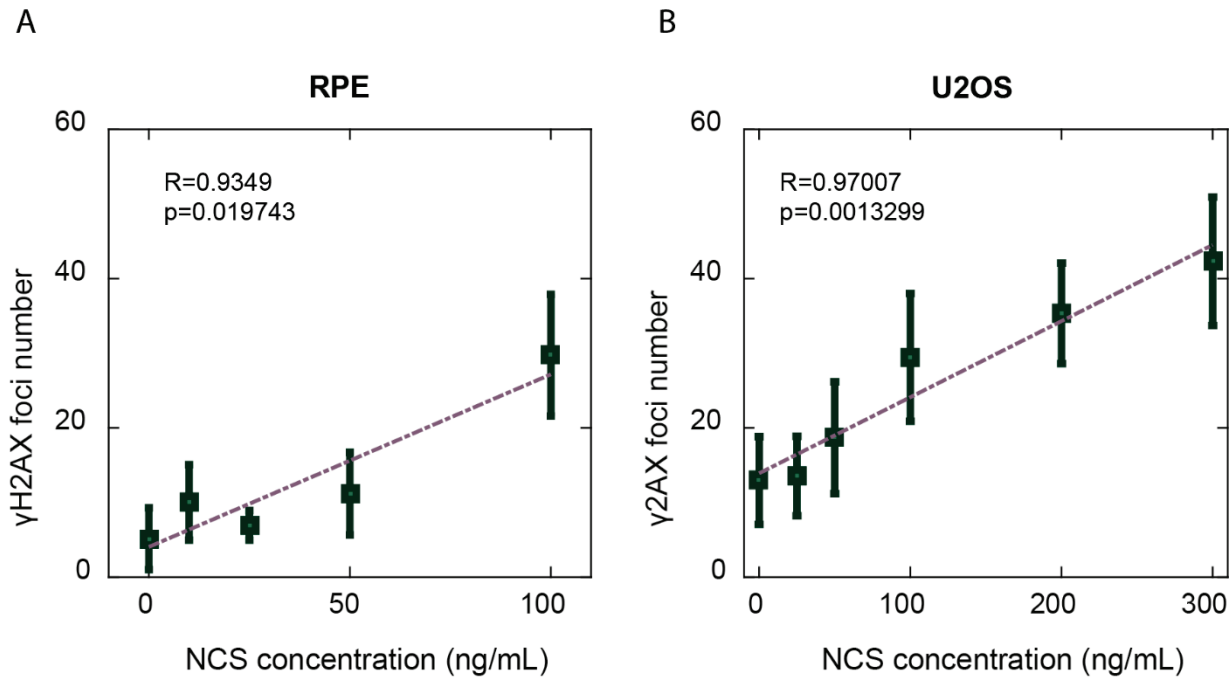 A
RPE
60
R=0.9349
p=0.019743
40
20
0
γH2AX foci number
0 50 100
NCS concentration (ng/mL)
B
U2OS
60
R=0.97007
p=0.0013299
40
20
0
γ2AX foci number
0 100 200 300
NCS concentration (ng/mL)